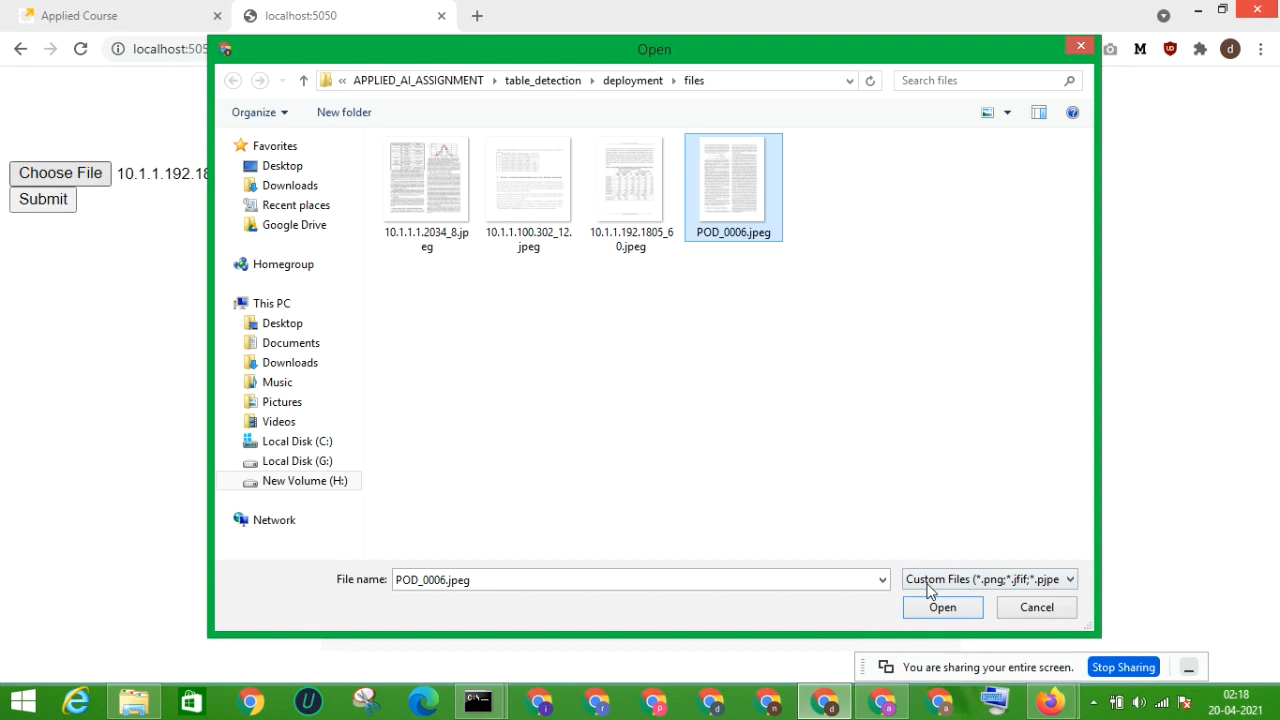 Applied Course
localhost:5050
localhost:505
Choose File 10.1.1.192.18
Submit
Open
« APPLIED_AI_ASSIGNMENT table_detection deployment files
Search files
Organize New folder
Favorites
Desktop
Downloads
Recent places
Google Drive
Homegroup
This PC
Desktop
Documents
Downloads
Music
Pictures
Videos
Local Disk (C:)
Local Disk (G:)
New Volume (H:)
Network
10.1.1.1.2034_8.jp
eg
10.1.1.100.302_12.
jpeg
10.1.1.192.1805_6
0.jpeg
POD_0006.jpeg
File name: POD_0006.jpeg
Custom Files (*.png;*.jfif;*.pjpe
Open Cancel
You are sharing your entire screen. Stop Sharing
02:18
20-04-2021